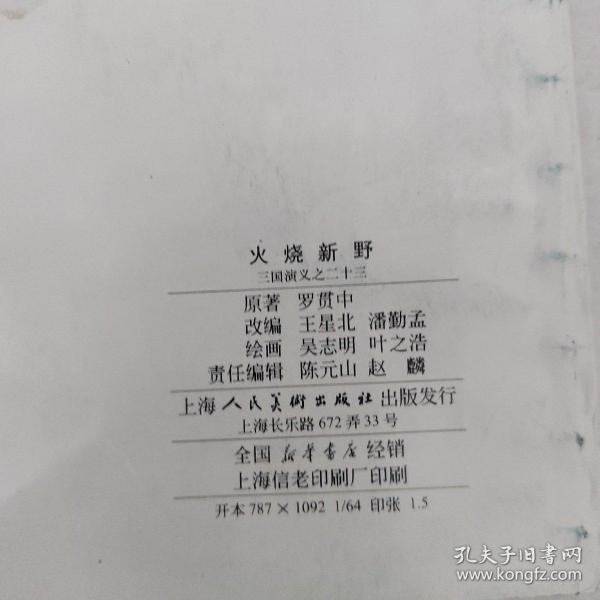 火烧新野
三国演义之二十三
原著 罗贯中
改编 王星北 潘勤孟
绘画 吴志明 叶之浩
责任编辑 陈元山 赵麟
上海人民美術出版社出版发行
上海长乐路672弄33号
全国新华书店经销
上海信老印刷厂印刷
开本 787×1092 1/64 印张 1.5
孔夫子旧书网
www.kongfz.com